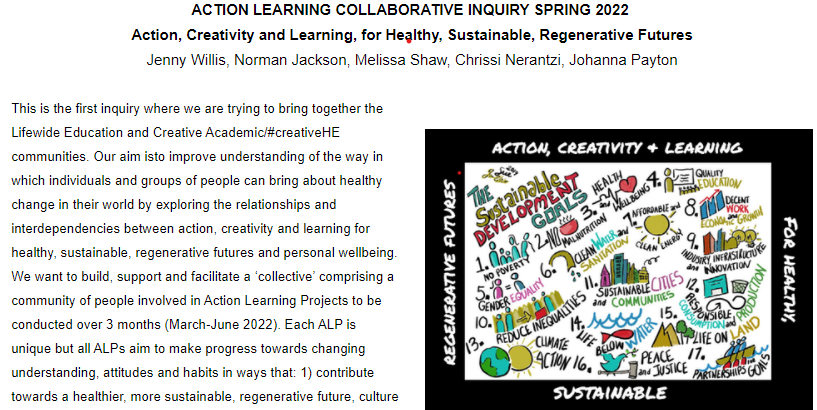 ACTION LEARNING COLLABORATIVE INQUIRY SPRING 2022
Action, Creativity and Learning, for Healthy, Sustainable, Regenerative Futures
Jenny Willis, Norman Jackson, Melissa Shaw, Chrissi Nerantzi, Johanna Payton
This is the first inquiry where we are trying to bring together the
Lifewide Education and Creative Academic/#creativeHE
communities. Our aim isto improve understanding of the way in
which individuals and groups of people can bring about healthy
change in their world by exploring the relationships and
interdependencies between action, creativity and learning for
healthy, sustainable, regenerative futures and personal wellbeing.
We want to build, support and facilitate a ‘collective’ comprising a
community of people involved in Action Learning Projects to be
conducted over 3 months (March-June 2022). Each ALP is
unique but all ALPs aim to make progress towards changing
understanding, attitudes and habits in ways that: 1) contribute
towards a healthier, more sustainable, regenerative future, culture
ACTION, CREATIVITY & LEARNING
REGENERATIVE FUTURES
THE Sustainable DEVELOPMENT GOALS
1. NO POVERTY
2. NO MALNUTRITION
3. HEALTH and WELLBEING
4. QUALITY EDUCATION
5. GENDER EQUALITY
6. CLEAN WATER and SANITATION
7. AFFORDABLE and CLEAN ENERGY
8. DECENT WORK ECONOMIC GROWTH
9. INDUSTRY, INFRASTRUCTURE and INNOVATION
10. REDUCE INEQUALITIES
11. SUSTAINABLE CITIES and COMMUNITIES
12. RESPONSIBLE CONSUMPTION and PRODUCTION
13. CLIMATE ACTION
14. LIFE BELOW WATER
15. LIFE ON LAND
16. PEACE and JUSTICE
17. PARTNERSHIPS GOALS
FOR HEALTHY,
SUSTAINABLE